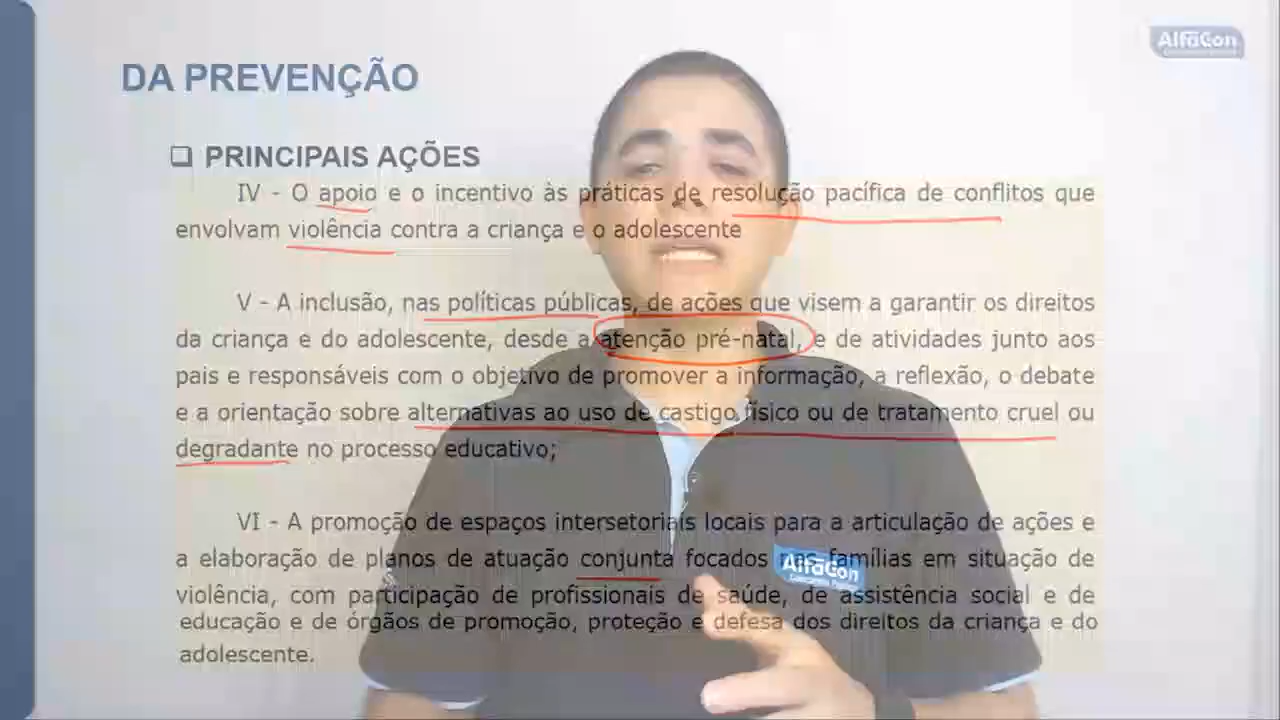 AlfaCon
DA PREVENÇÃO
❑ PRINCIPAIS AÇÕES
IV - O apoio e o incentivo às práticas de resolução pacífica de conflitos que
envolvam violência contra a criança e o adolescente
V - A inclusão, nas políticas públicas, de ações que visem a garantir os direitos
da criança e do adolescente, desde a atenção pré-natal, e de atividades junto aos
pais e responsáveis com o objetivo de promover a informação, a reflexão, o debate
e a orientação sobre alternativas ao uso de castigo físico ou de tratamento cruel ou
degradante no processo educativo;
VI - A promoção de espaços intersetoriais locais para a articulação de ações e
a elaboração de planos de atuação conjunta focados nas famílias em situação de
violência, com participação de profissionais de saúde, de assistência social e de
educação e de órgãos de promoção, proteção e defesa dos direitos da criança e do
adolescente.
AlfaCon